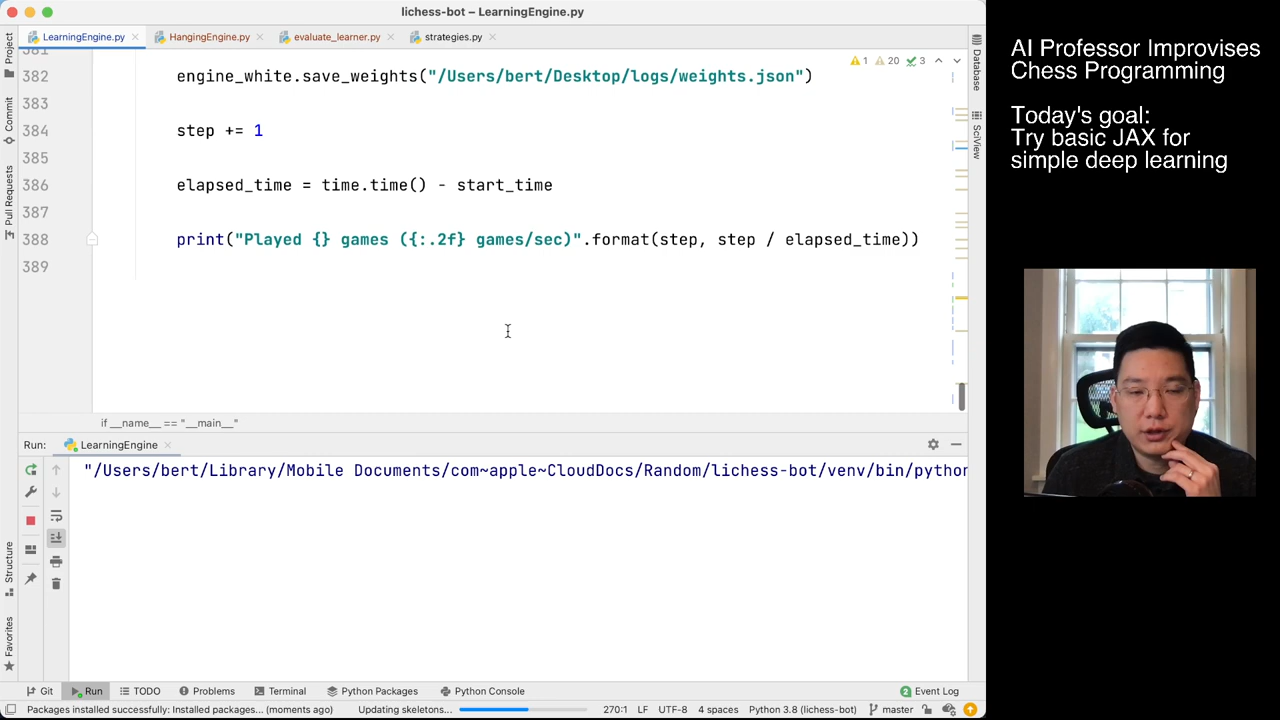 lichess-bot – LearningEngine.py
LearningEngine.py
HangingEngine.py
evaluate_learner.py
strategies.py
382 engine_white.save_weights("/Users/bert/Desktop/logs/weights.json")
383
384 step += 1
385
386 elapsed_time = time.time() - start_time
387
388 print("Played {} games ({:.2f} games/sec)".format(step, step / elapsed_time))
389
1 20 3
if __name__ == "__main__"
Run: LearningEngine
"/Users/bert/Library/Mobile Documents/com~apple~CloudDocs/Random/lichess-bot/venv/bin/python
Git Run TODO Problems Terminal Python Packages Python Console 2 Event Log
Packages installed successfully: Installed packages... (moments ago) Updating skeletons... 270:1 LF UTF-8 4 spaces Python 3.8 (lichess-bot) master
Project
Commit
Pull Requests
Structure
Favorites
Database
SciView
AI Professor Improvises
Chess Programming
Today's goal:
Try basic JAX for
simple deep learning